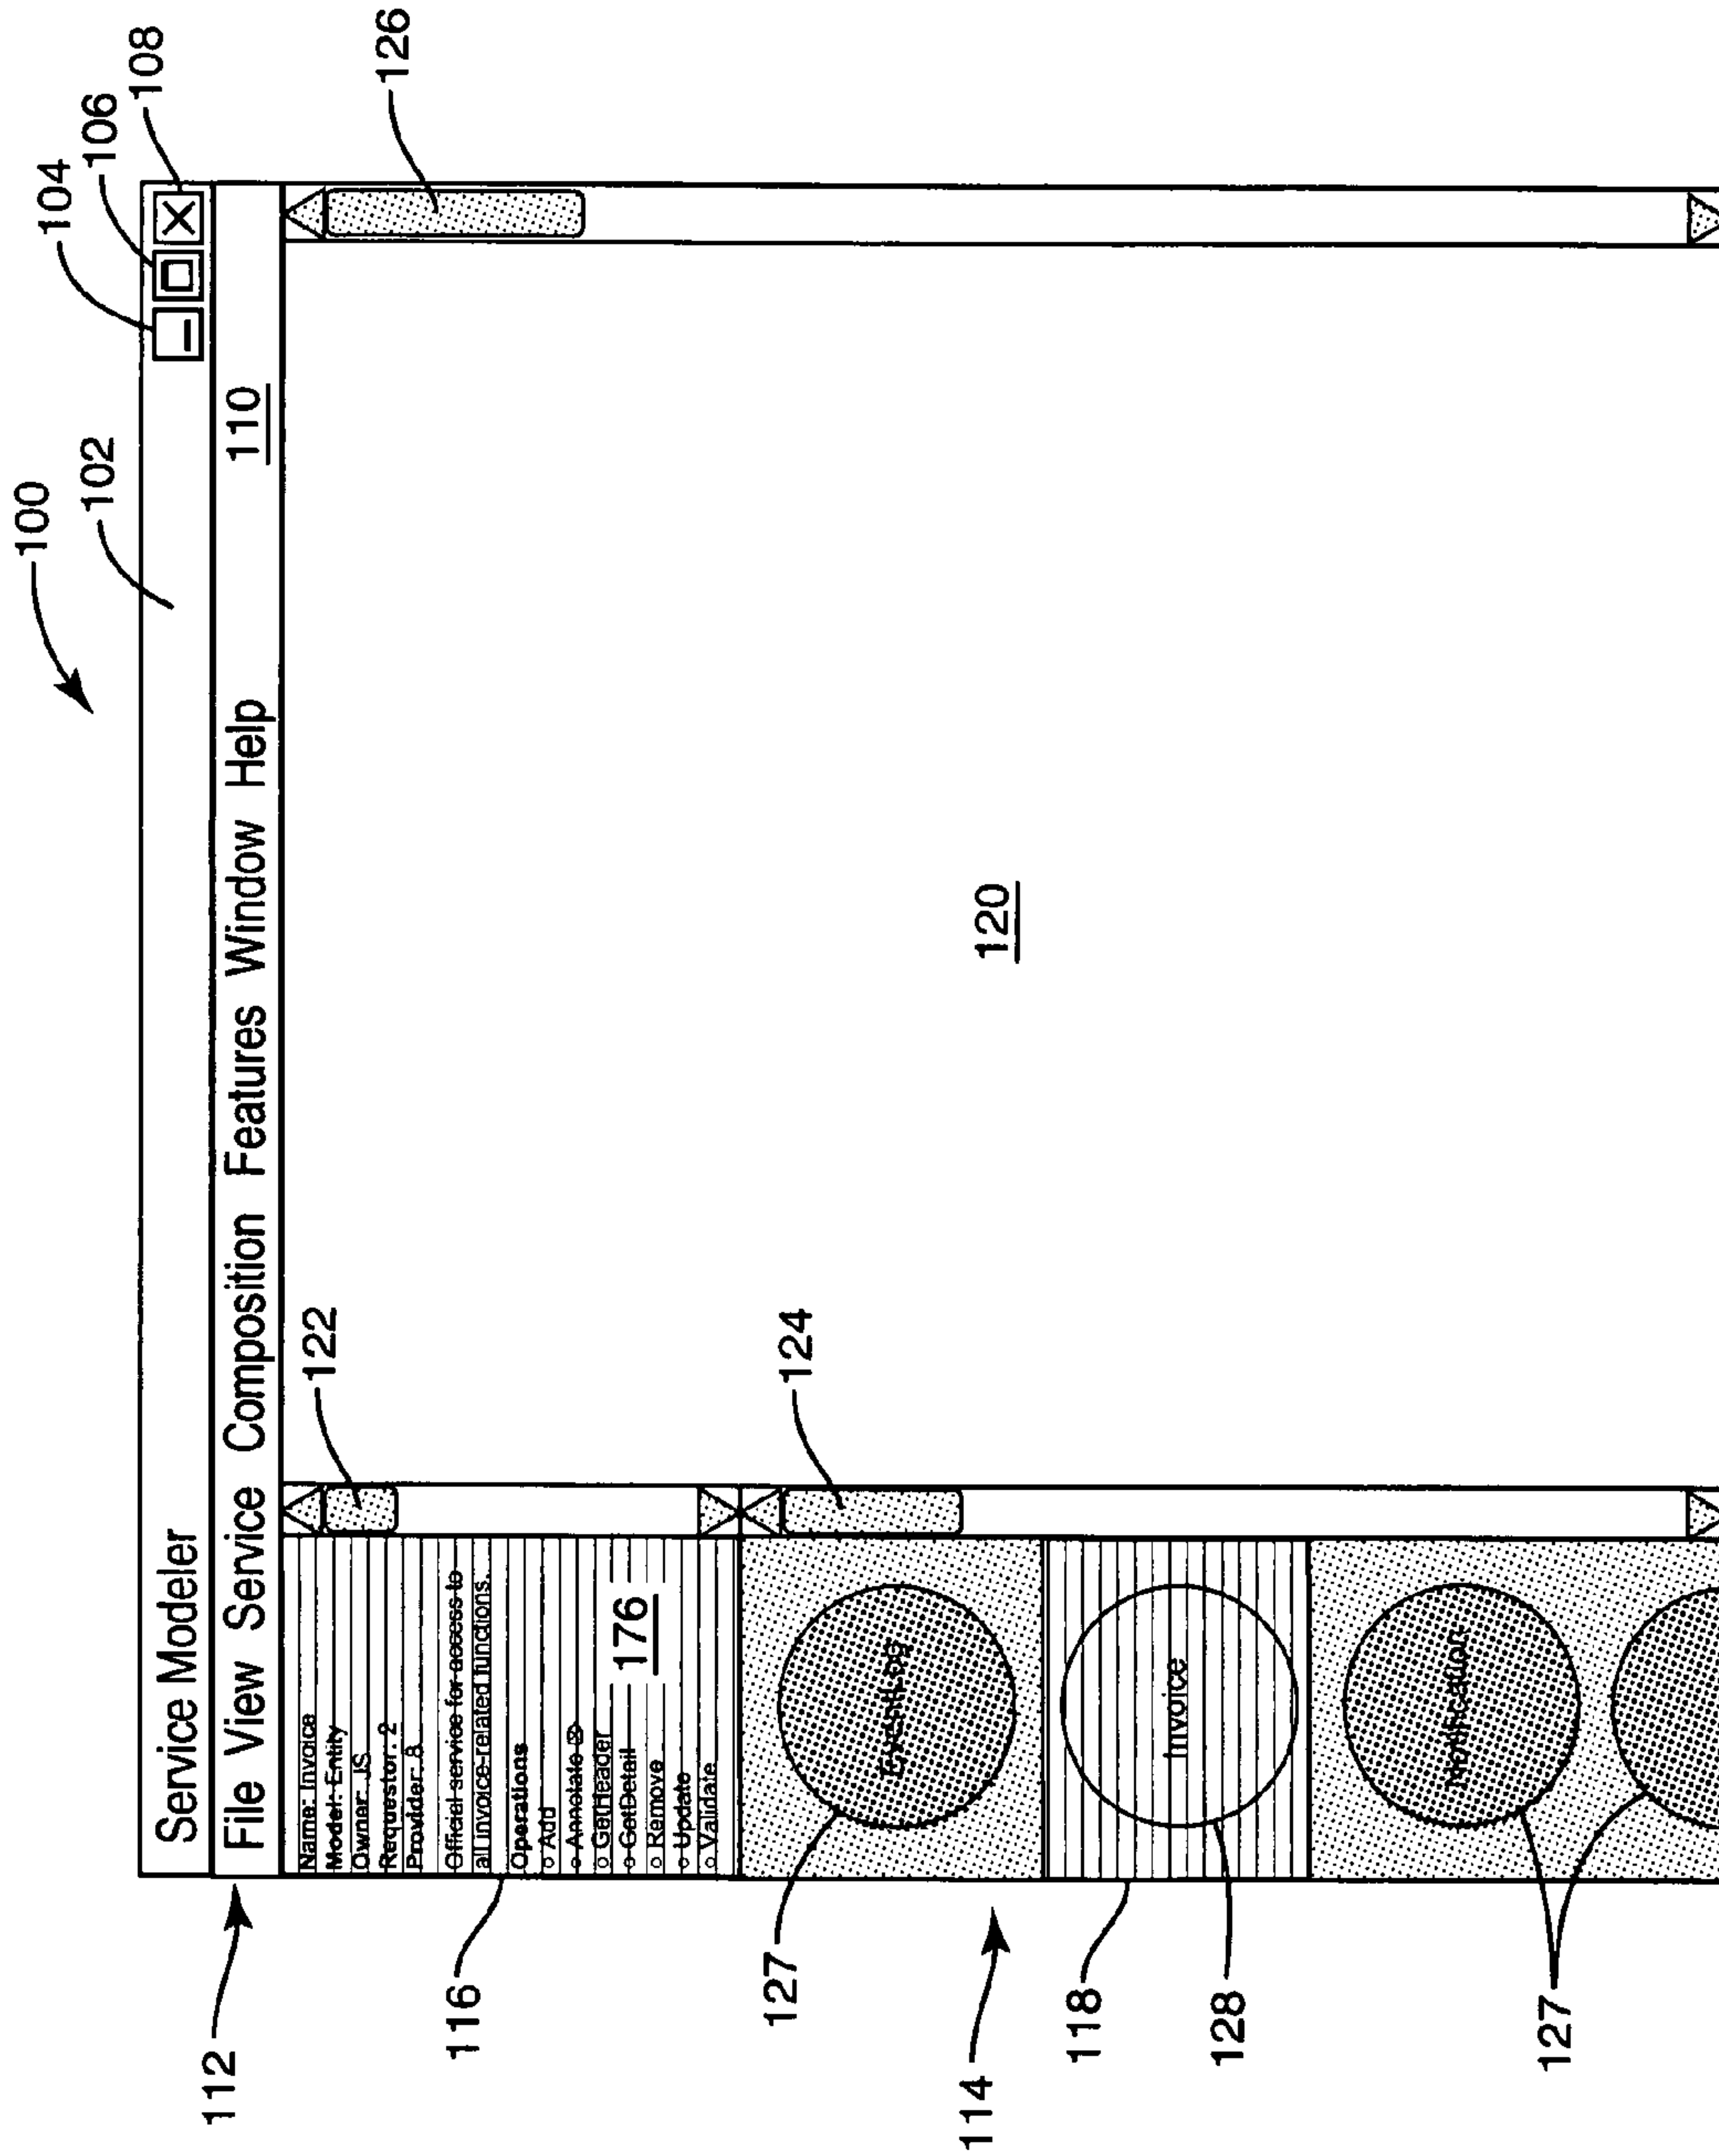 100
102
104
106
108
Service Modeler
112
File View Service Composition Features Window Help
110
122
126
116
Name: Invoice
Model: Entity
Owner: JS
Requestor: 2
Provider: 8
Official service for access to
all invoice-related functions.
Operations
o Add
o Annotate
o GetHeader
o GetDetail
o Remove
o Update
o Validate
176
127
EventLog
124
114
120
118
Invoice
128
Notification
127